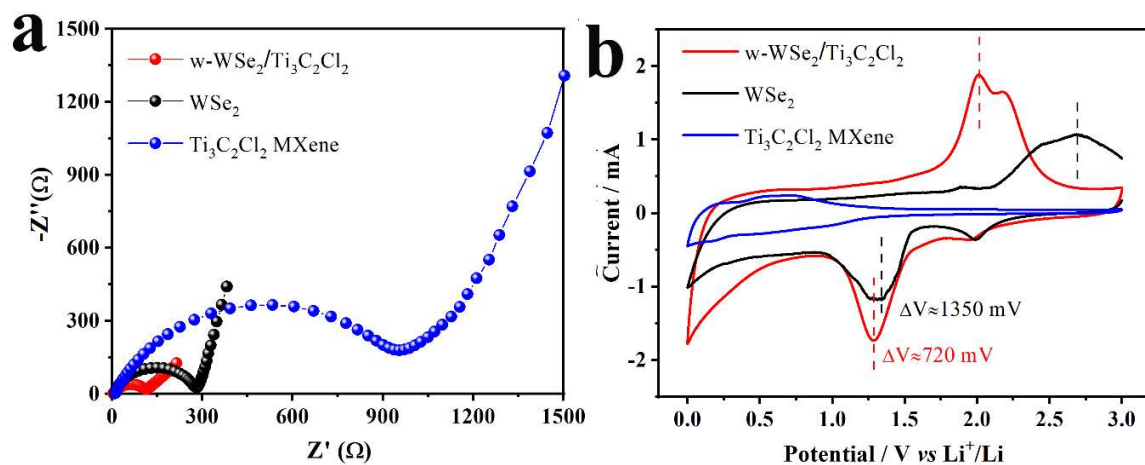 a
1500
1200
900
600
300
0
-Z''(Ω)
w-WSe₂/Ti₃C₂Cl₂
WSe₂
Ti₃C₂Cl₂ MXene
0 300 600 900 1200 1500
Z' (Ω)
b
2
1
0
-1
-2
Current / mA
w-WSe₂/Ti₃C₂Cl₂
WSe₂
Ti₃C₂Cl₂ MXene
ΔV≈1350 mV
ΔV≈720 mV
0.0 0.5 1.0 1.5 2.0 2.5 3.0
Potential / V vs Li⁺/Li